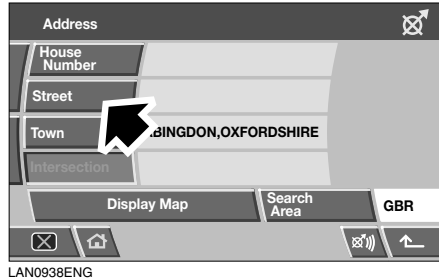 Address
House
Number
Street
Town
BINGDON,OXFORDSHIRE
Intersection
Display Map
Search
Area
GBR
LAN0938ENG